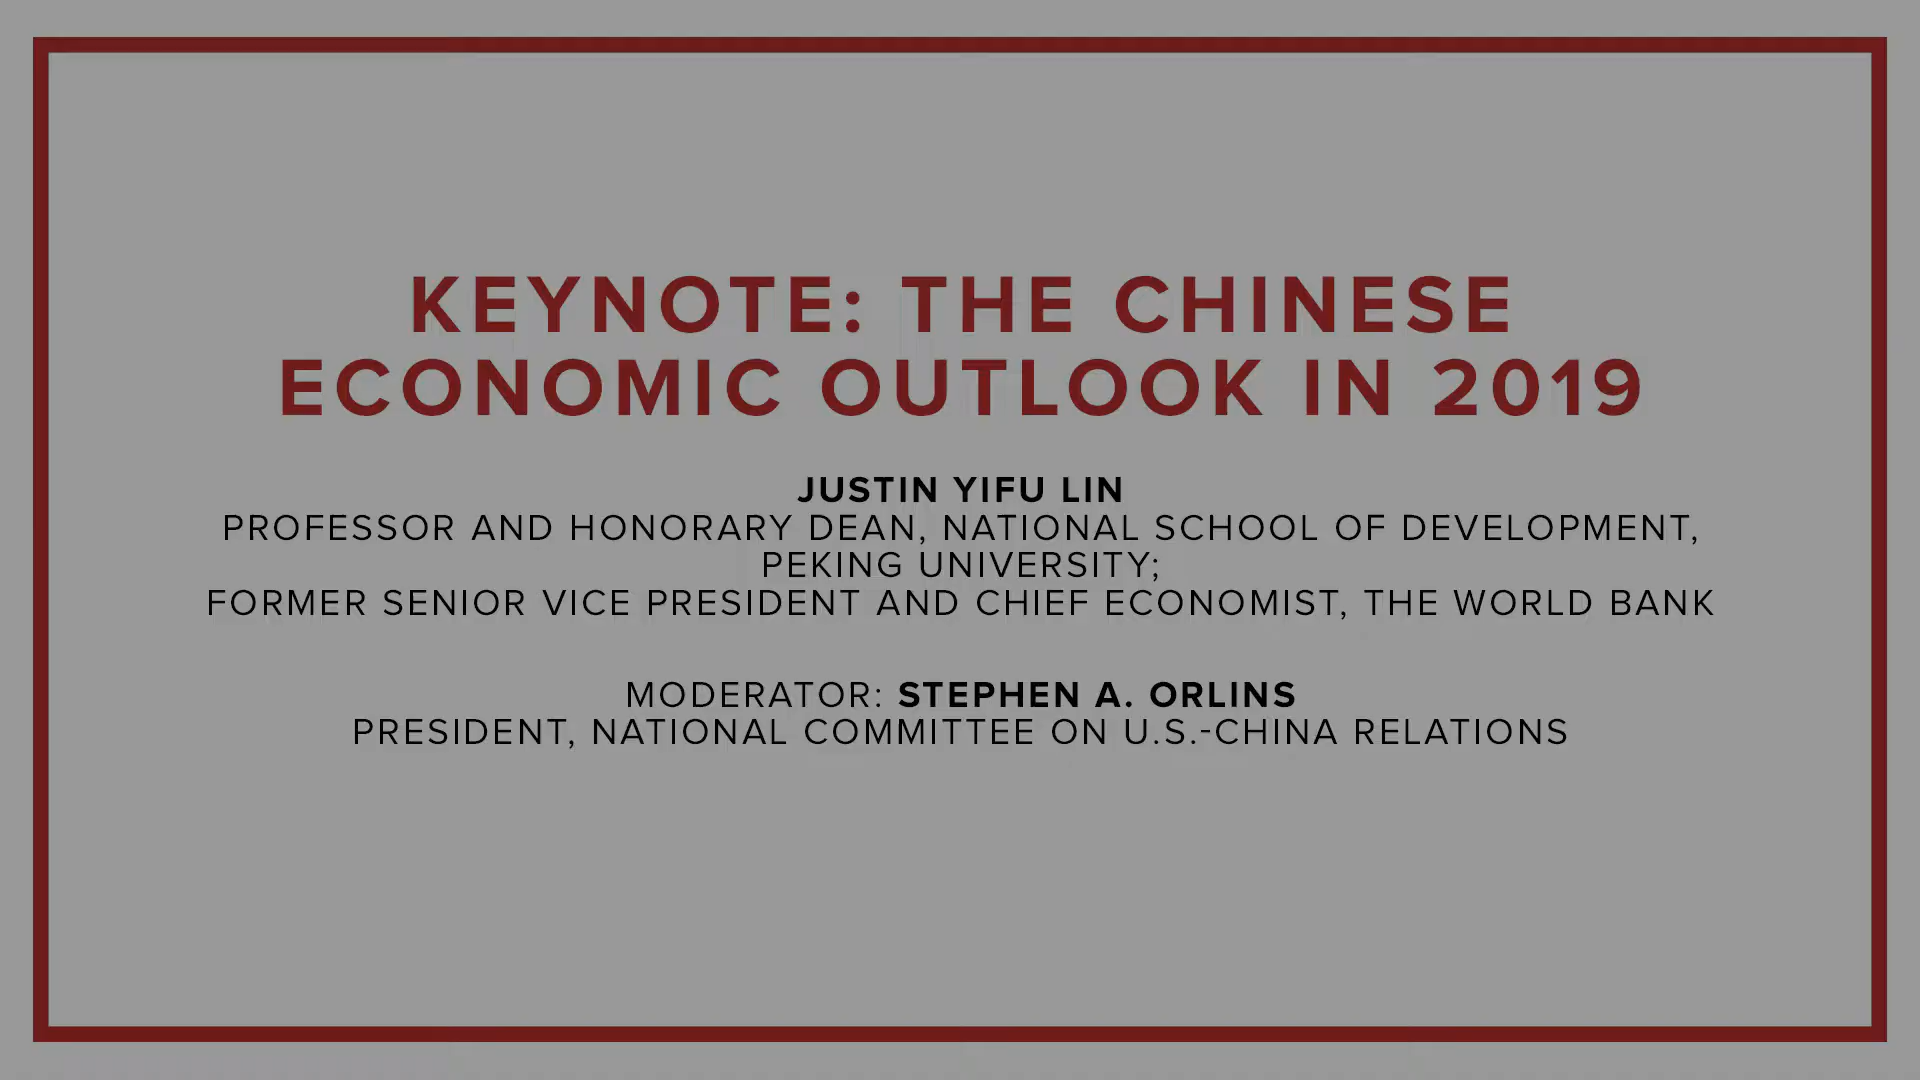 KEYNOTE: THE CHINESE
ECONOMIC OUTLOOK IN 2019
JUSTIN YIFU LIN
PROFESSOR AND HONORARY DEAN, NATIONAL SCHOOL OF DEVELOPMENT,
PEKING UNIVERSITY;
FORMER SENIOR VICE PRESIDENT AND CHIEF ECONOMIST, THE WORLD BANK
MODERATOR: STEPHEN A. ORLINS
PRESIDENT, NATIONAL COMMITTEE ON U.S.-CHINA RELATIONS